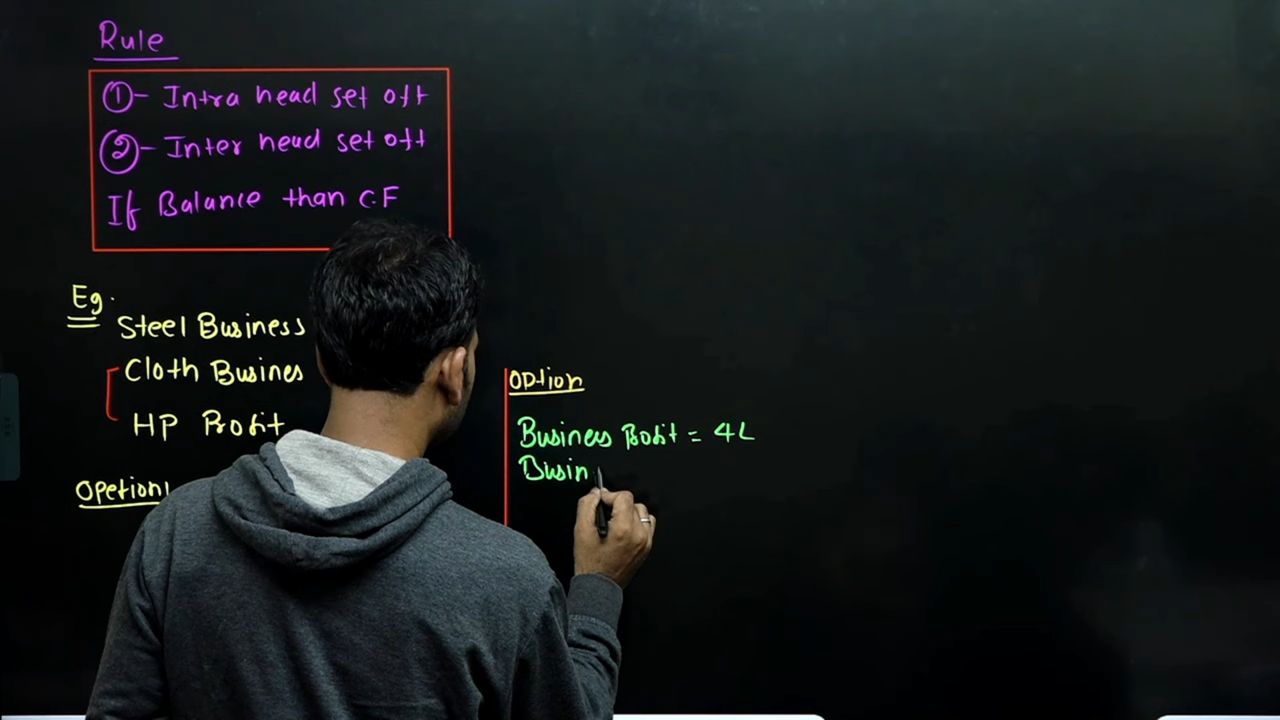 Rule
① - Intra head set off
② - Inter head set off
If Balance than C.F
Eg.
Steel Business
Cloth Busines
HP Profit
Opetion1
Option
Business Profit = 4L
Busin